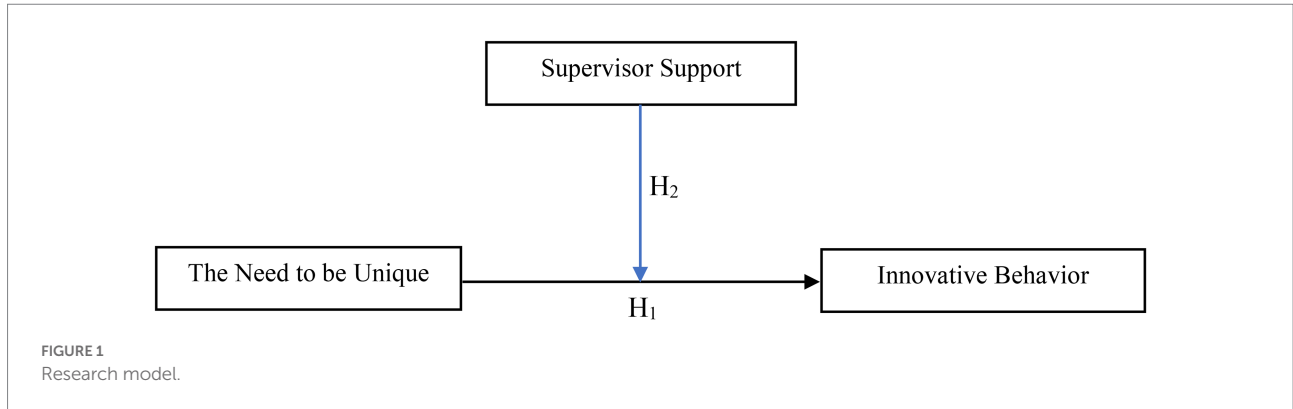 Supervisor Support
H₂
The Need to be Unique
Innovative Behavior
H₁
FIGURE 1
Research model.